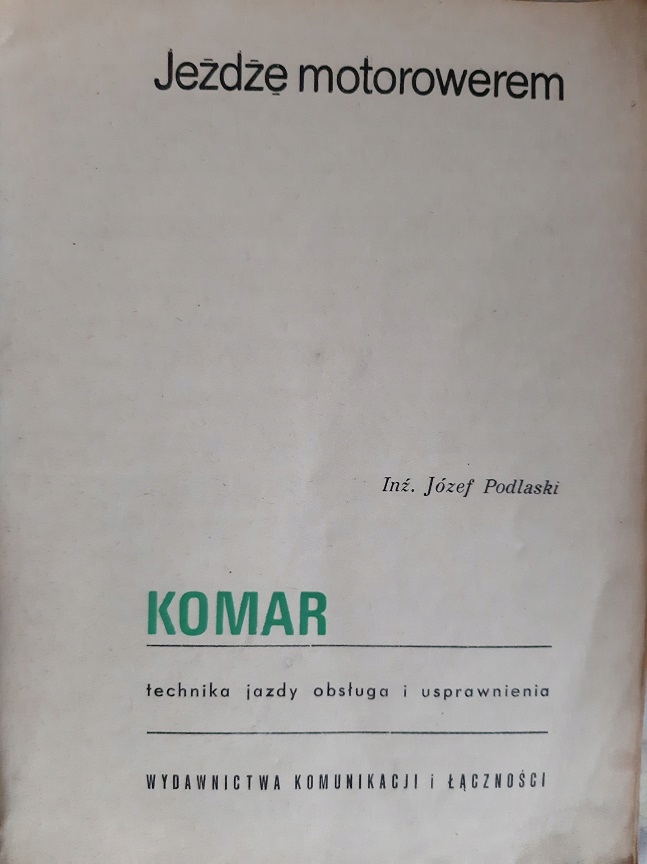 Jeżdżę motorowerem
Inż. Józef Podlaski
KOMAR
technika jazdy obsługa i usprawnienia
WYDAWNICTWA KOMUNIKACJI i ŁĄCZNOŚCI